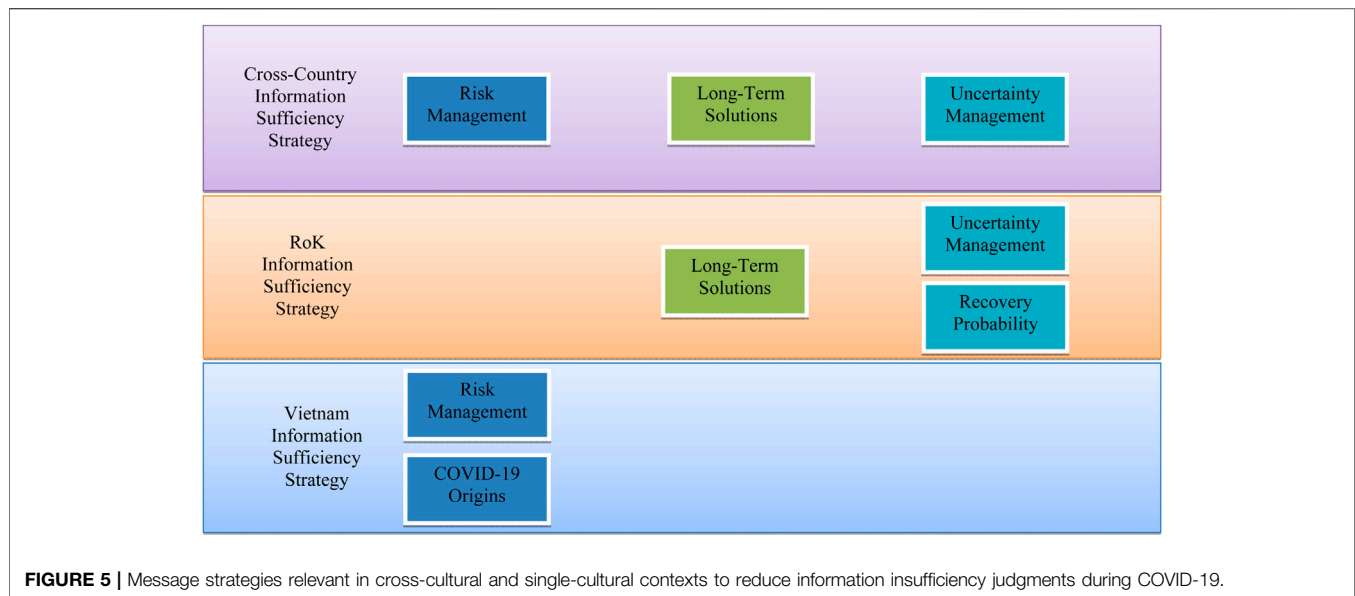 Cross-Country
Information
Sufficiency
Strategy
Risk
Management
Long-Term
Solutions
Uncertainty
Management
RoK
Information
Sufficiency
Strategy
Long-Term
Solutions
Uncertainty
Management
Recovery
Probability
Vietnam
Information
Sufficiency
Strategy
Risk
Management
COVID-19
Origins
FIGURE 5 | Message strategies relevant in cross-cultural and single-cultural contexts to reduce information insufficiency judgments during COVID-19.